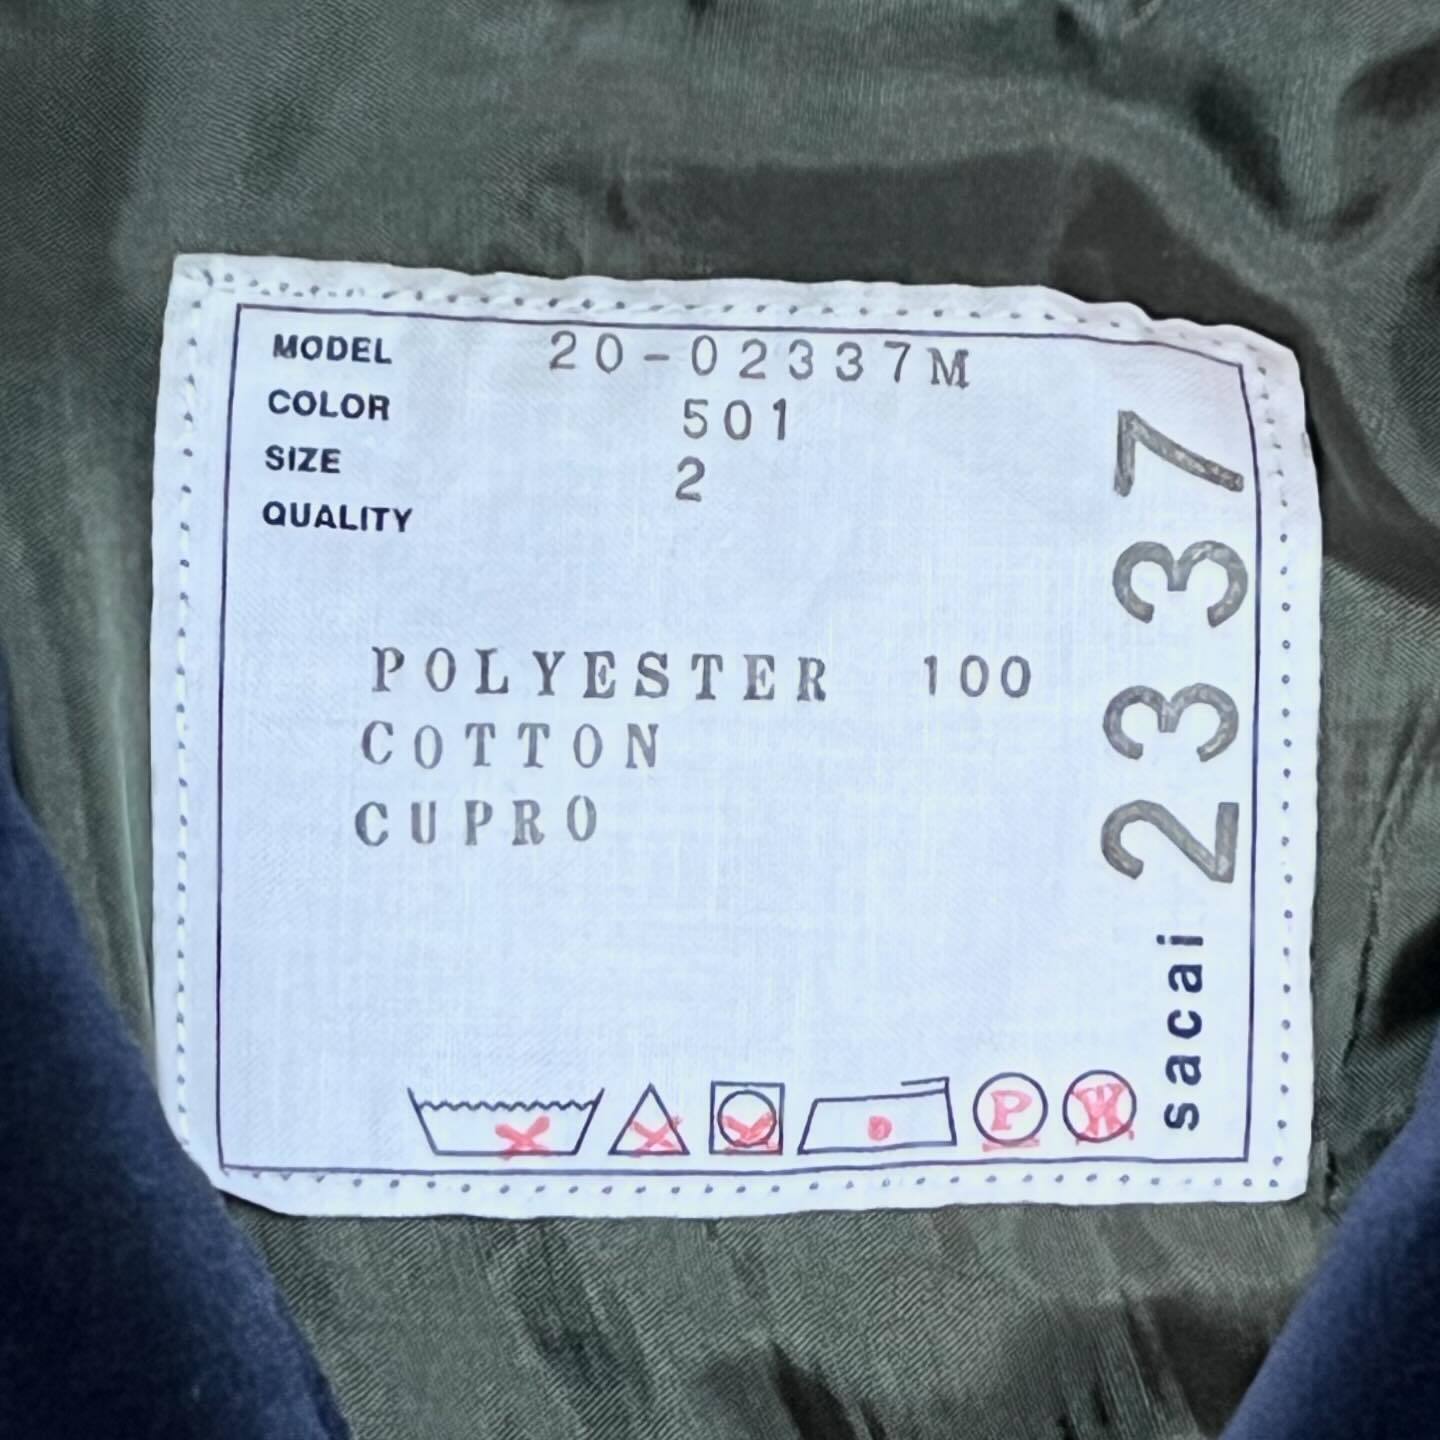 MODEL 20-02337M
COLOR 501
SIZE 2
QUALITY
POLYESTER 100
COTTON
CUPRO
P W
sacai 2337